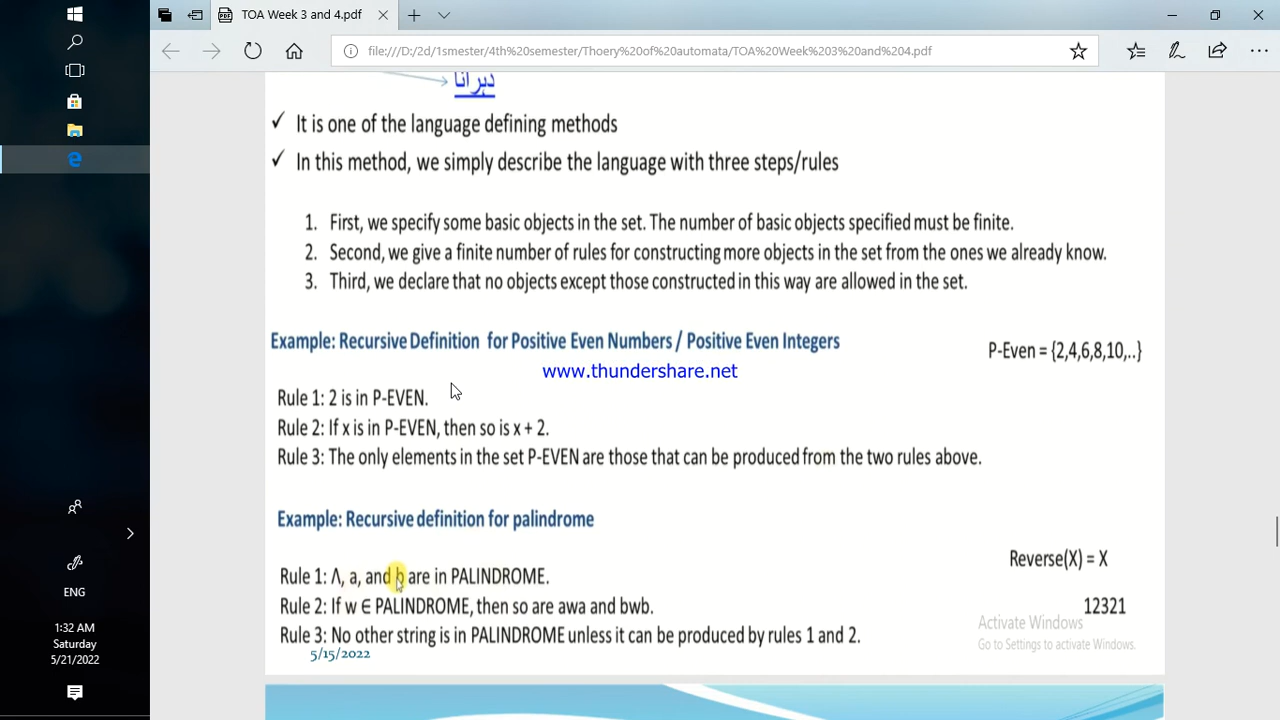 TOA Week 3 and 4.pdf
file:///D:/2d/1smester/4th%20semester/Thoery%20of%20automata/TOA%20Week%203%20and%204.pdf
دہرانا
✓ It is one of the language defining methods
✓ In this method, we simply describe the language with three steps/rules
1. First, we specify some basic objects in the set. The number of basic objects specified must be finite.
2. Second, we give a finite number of rules for constructing more objects in the set from the ones we already know.
3. Third, we declare that no objects except those constructed in this way are allowed in the set.
Example: Recursive Definition for Positive Even Numbers / Positive Even Integers
P-Even = {2,4,6,8,10,..}
www.thundershare.net
Rule 1: 2 is in P-EVEN.
Rule 2: If x is in P-EVEN, then so is x + 2.
Rule 3: The only elements in the set P-EVEN are those that can be produced from the two rules above.
Example: Recursive definition for palindrome
Reverse(X) = X
Rule 1: Λ, a, and b are in PALINDROME.
Rule 2: If w ∈ PALINDROME, then so are awa and bwb.
12321
Rule 3: No other string is in PALINDROME unless it can be produced by rules 1 and 2.
5/15/2022
Activate Windows
Go to Settings to activate Windows.
ENG
1:32 AM
Saturday
5/21/2022